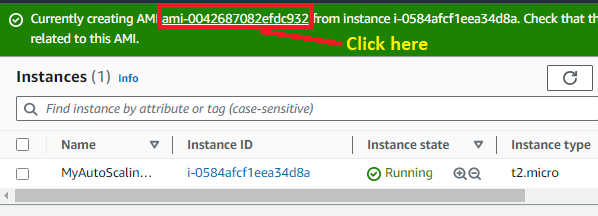 Currently creating AMI ami-0042687082efdc932 from instance i-0584afcf1eea34d8a. Check that th
related to this AMI.
Click here
Instances (1) Info
Find instance by attribute or tag (case-sensitive)
Name Instance ID Instance state Instance type
MyAutoScalin... i-0584afcf1eea34d8a Running t2.micro